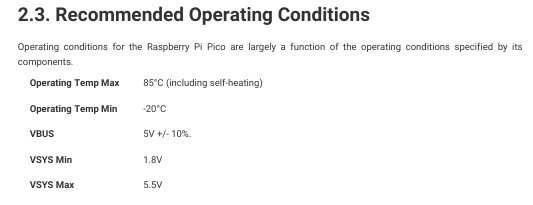 2.3. Recommended Operating Conditions
Operating conditions for the Raspberry Pi Pico are largely a function of the operating conditions specified by its
components.
Operating Temp Max 85°C (including self-heating)
Operating Temp Min -20°C
VBUS 5V +/- 10%.
VSYS Min 1.8V
VSYS Max 5.5V